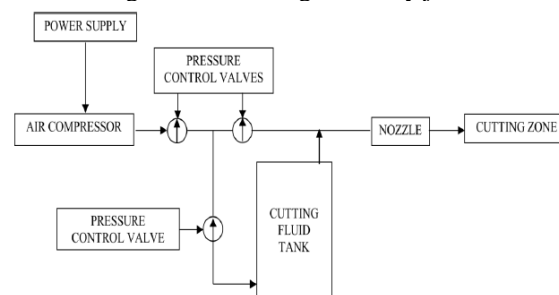 POWER SUPPLY
PRESSURE
CONTROL VALVES
AIR COMPRESSOR
NOZZLE
CUTTING ZONE
PRESSURE
CONTROL VALVE
CUTTING
FLUID
TANK